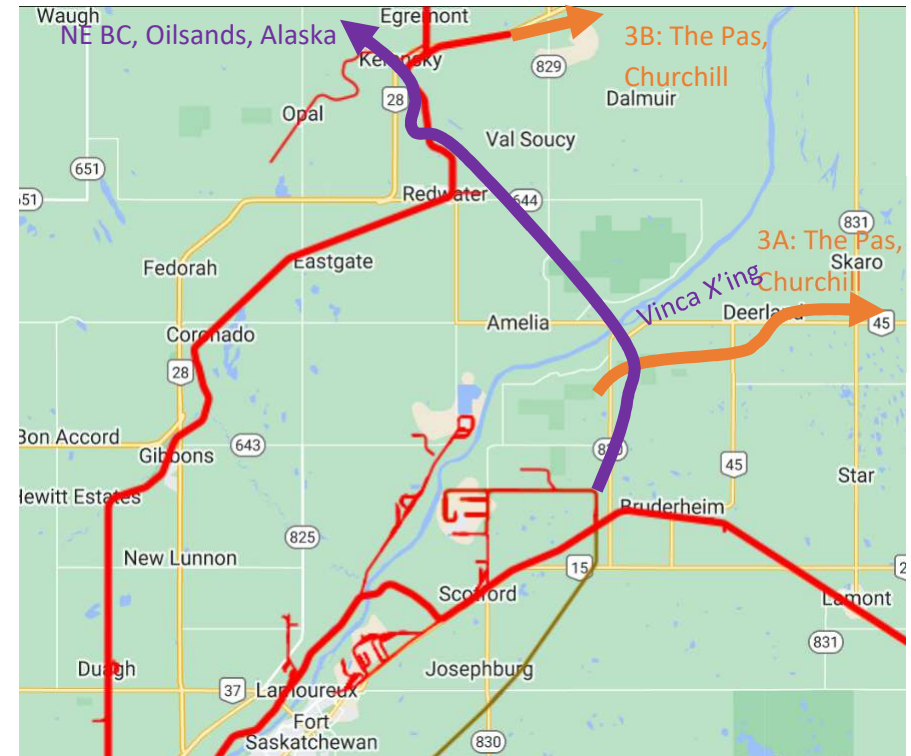 Waugh
Egremont
NE BC, Oilsands, Alaska
3B: The Pas,
Churchill
829
28
Opal
Dalmuir
Val Soucy
651
651
Redwater
644
831
3A: The Pas,
Churchill
Skaro
Eastgate
Fedorah
Vinca X’ing
Deerland
Amelia
45
Coronado
28
Bon Accord
643
Gibbons
830
45
Star
Hewitt Estates
Bruderheim
825
New Lunnon
15
2
Scotford
Lamont
831
Duagh
Josephburg
37
Lamoureux
Fort
Saskatchewan
830